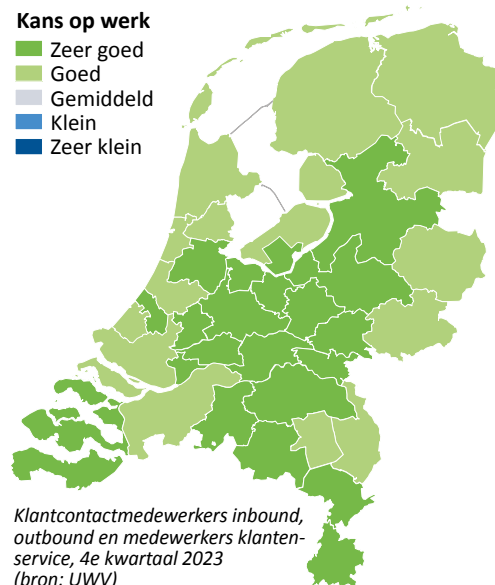 Kans op werk
Zeer goed
Goed
Gemiddeld
Klein
Zeer klein
Klantcontactmedewerkers inbound,
outbound en medewerkers klanten-
service, 4e kwartaal 2023
(bron: UWV)